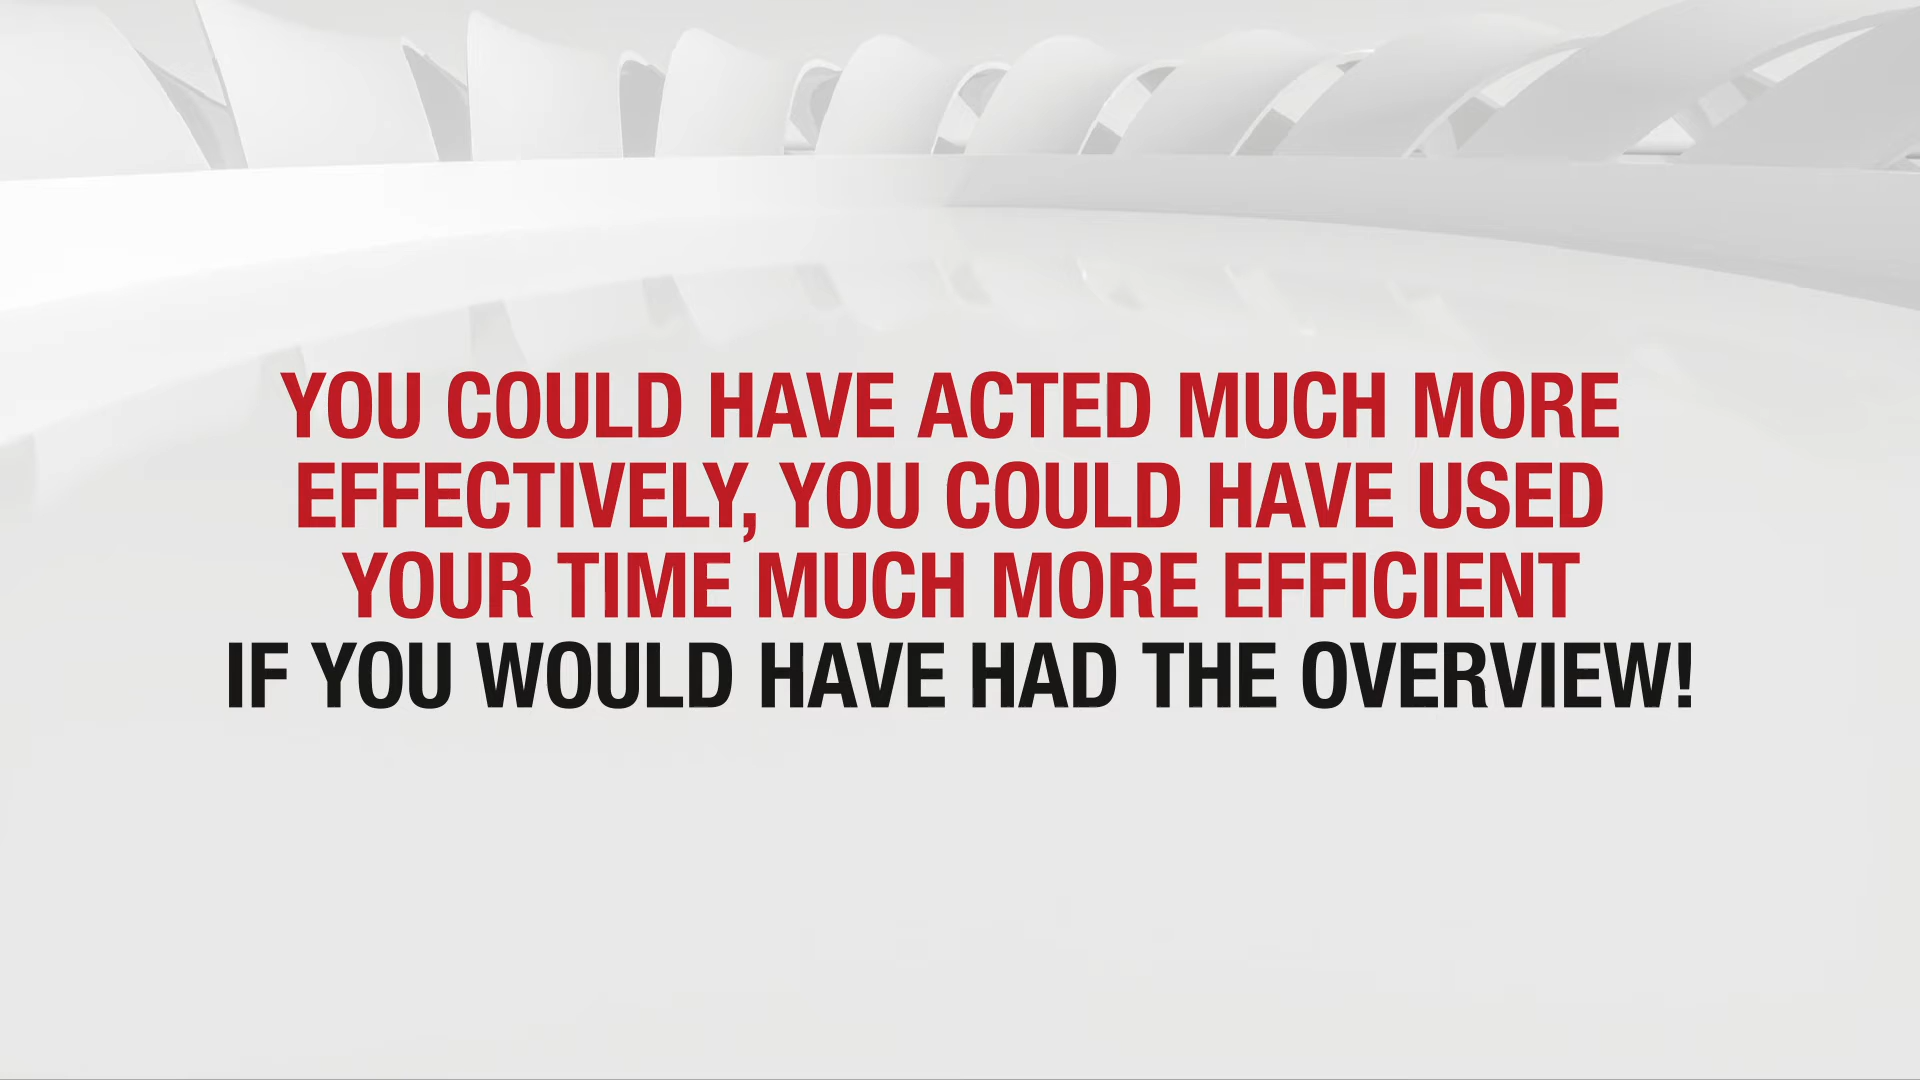 YOU COULD HAVE ACTED MUCH MORE
EFFECTIVELY, YOU COULD HAVE USED
YOUR TIME MUCH MORE EFFICIENT
IF YOU WOULD HAVE HAD THE OVERVIEW!